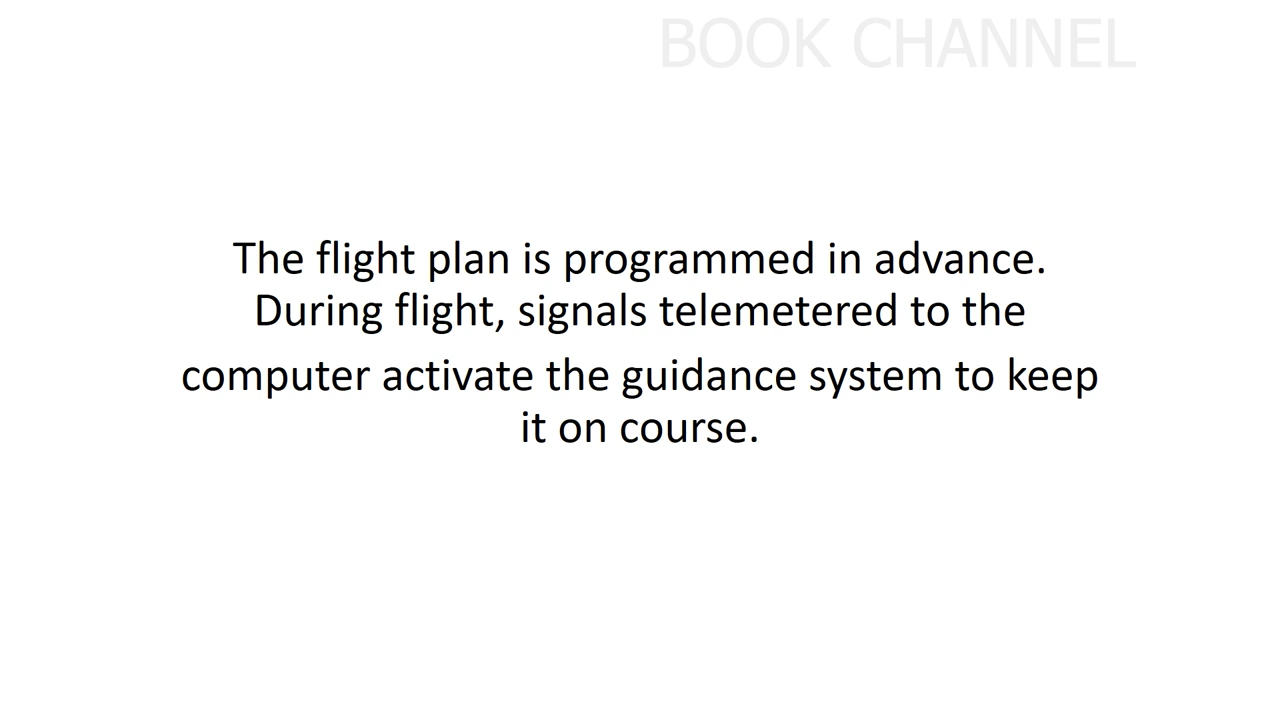 BOOK CHANNEL
The flight plan is programmed in advance.
During flight, signals telemetered to the
computer activate the guidance system to keep
it on course.